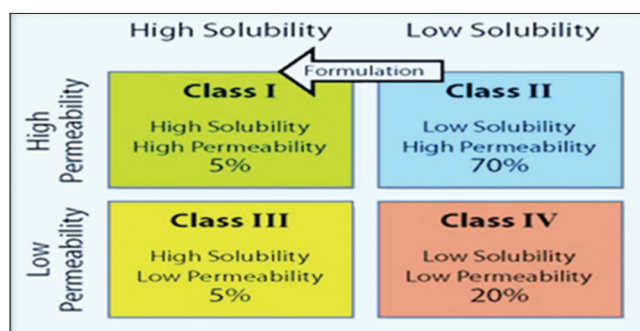 High Solubility Low Solubility
Formulation
High
Permeability
Class I
High Solubility
High Permeability
5%
Class II
Low Solubility
High Permeability
70%
Low
Permeability
Class III
High Solubility
Low Permeability
5%
Class IV
Low Solubility
Low Permeability
20%